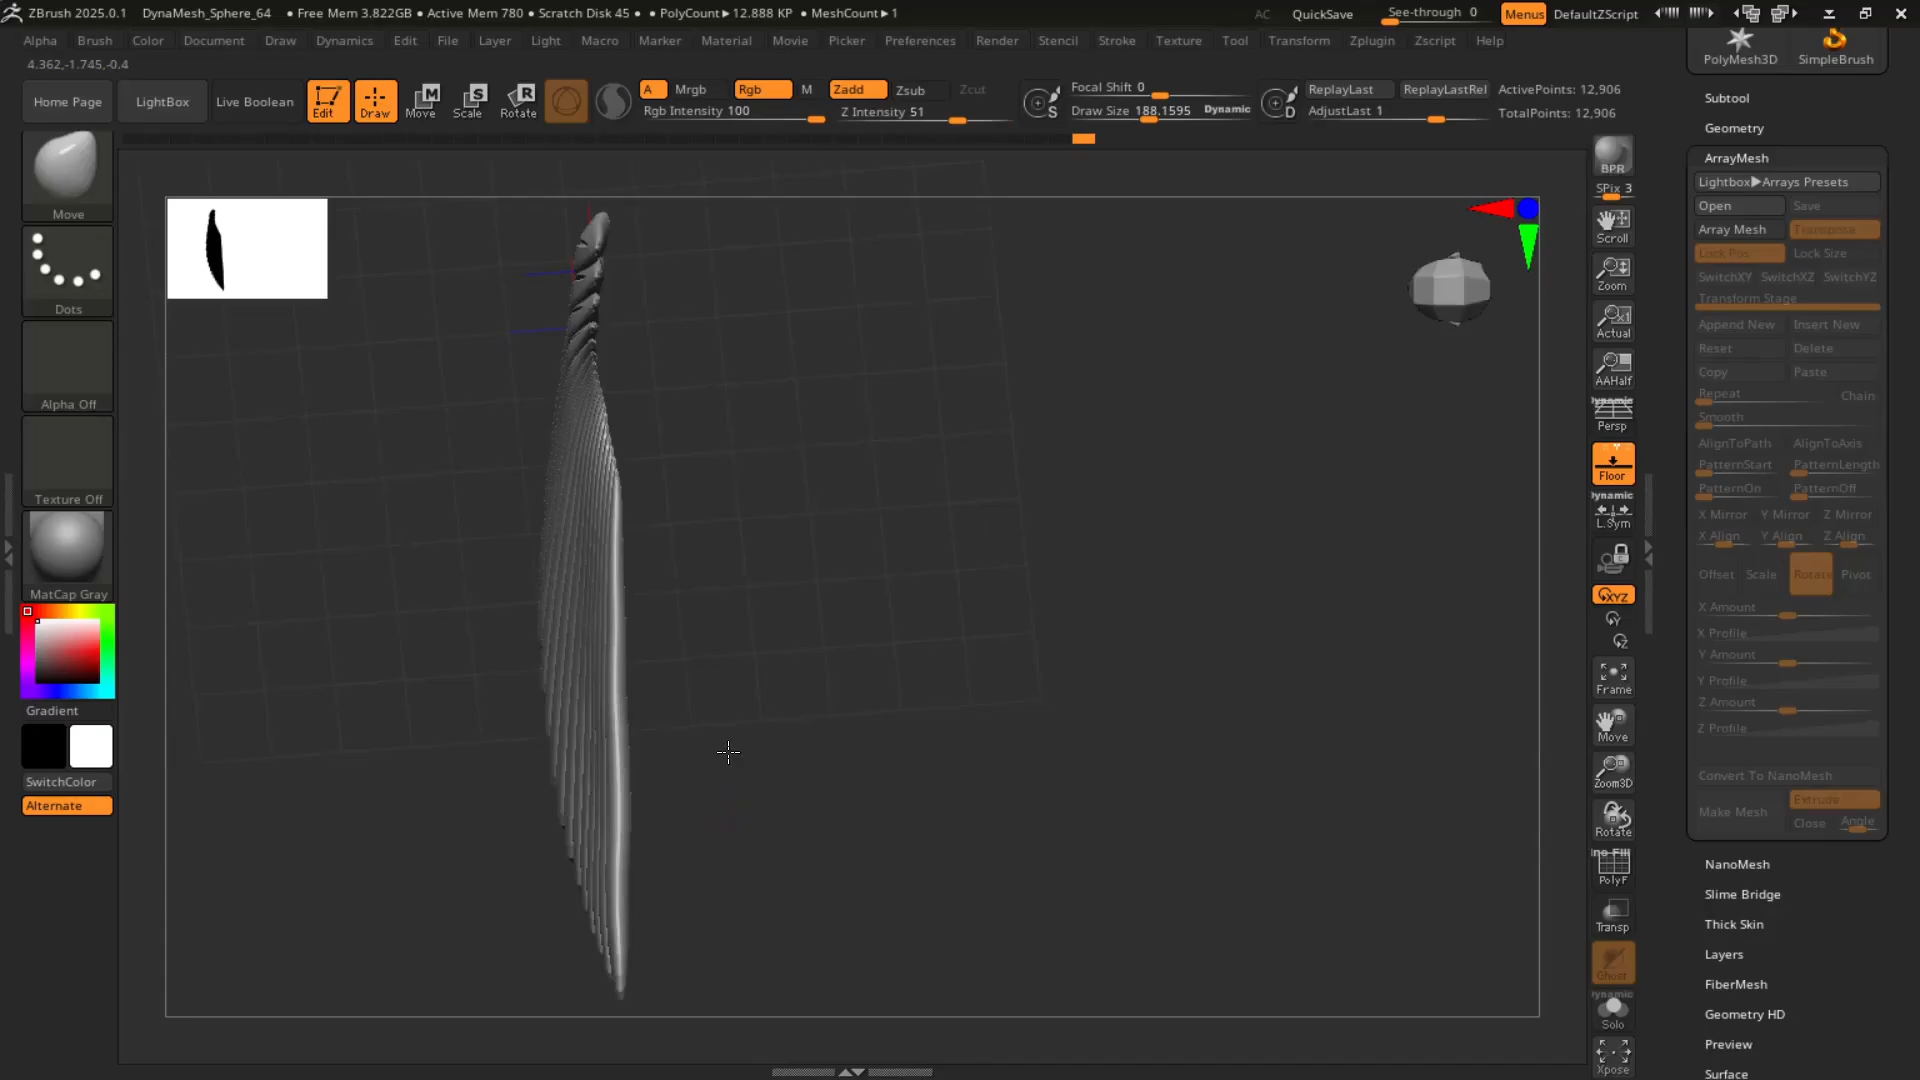 ZBrush 2025.0.1 DynaMesh_Sphere_64 • Free Mem 3.822GB • Active Mem 780 • Scratch Disk 45 • PolyCount▶12.888 KP • MeshCount▶1 AC QuickSave See-through 0 Menus DefaultZScript
Alpha Brush Color Document Draw Dynamics Edit File Layer Light Macro Marker Material Movie Picker Preferences Render Stencil Stroke Texture Tool Transform Zplugin Zscript Help
4.362,-1.745,-0.4
Home Page LightBox Live Boolean Edit Draw Move Scale Rotate
A Mrgb Rgb M Zadd Zsub Zcut
Rgb Intensity 100 Z Intensity 51
Focal Shift 0
Draw Size 188.1595 Dynamic
ReplayLast ReplayLastRel ActivePoints: 12,906
AdjustLast 1 TotalPoints: 12,906
Move
Dots
Alpha Off
Texture Off
MatCap Gray
Gradient
SwitchColor
Alternate
BPR
SPix 3
Scroll
Zoom
Actual
AAHalf
Dynamic
Persp
Floor
Dynamic
L.Sym
XYZ
Y
Z
Frame
Move
Zoom3D
Rotate
PolyF
Transp
Ghost
Dynamic
Solo
Xpose
PolyMesh3D SimpleBrush
Subtool
Geometry
ArrayMesh
Lightbox▶Arrays Presets
Open Save
Array Mesh Transpose
Lock Pos Lock Size
SwitchXY SwitchXZ SwitchYZ
Transform Stage
Append New Insert New
Reset Delete
Copy Paste
Repeat Chain
Smooth
AlignToPath AlignToAxis
PatternStart PatternLength
PatternOn PatternOff
X Mirror Y Mirror Z Mirror
X Align Y Align Z Align
Offset Scale Rotate Pivot
X Amount
X Profile
Y Amount
Y Profile
Z Amount
Z Profile
Convert To NanoMesh
Make Mesh Extrude
Close Angle
NanoMesh
Slime Bridge
Thick Skin
Layers
FiberMesh
Geometry HD
Preview
Surface